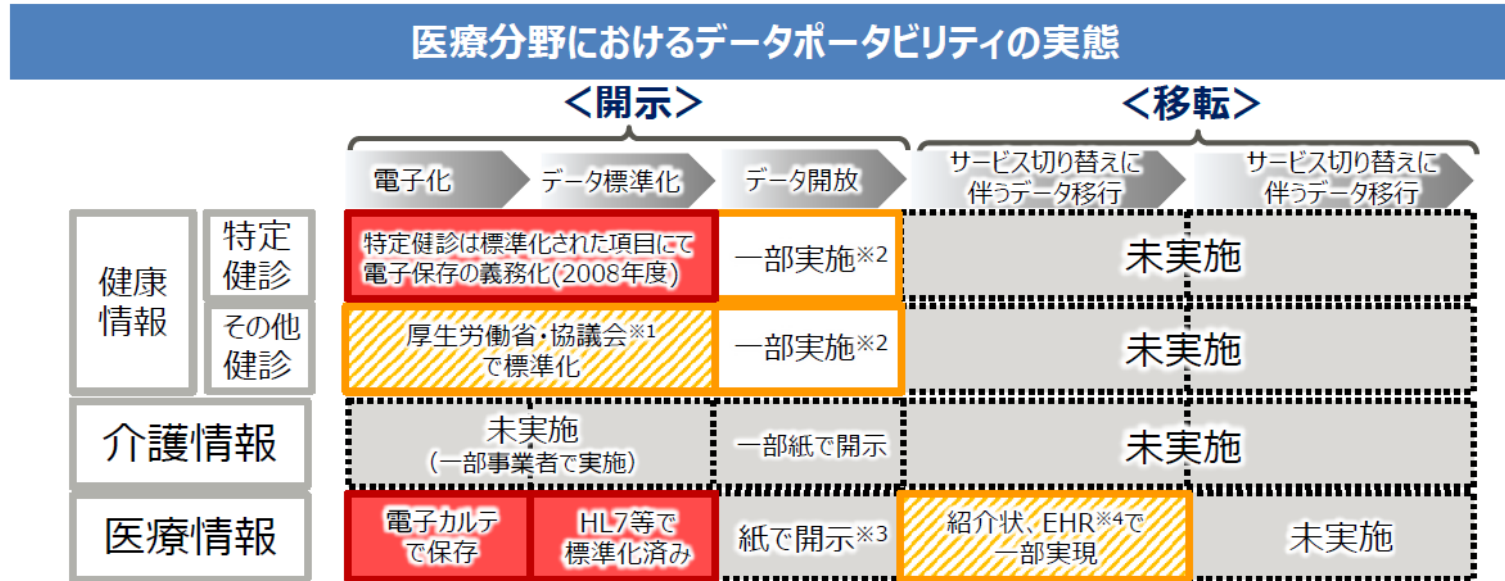 医療分野におけるデータポータビリティの実態
＜開示＞
＜移転＞
電子化
データ標準化
データ開放
サービス切り替えに
伴うデータ移行
サービス切り替えに
伴うデータ移行
健康
情報
特定
健診
特定健診は標準化された項目にて
電子保存の義務化(2008年度)
一部実施※2
未実施
その他
健診
厚生労働省・協議会※1
で標準化
一部実施※2
未実施
介護情報
未実施
（一部事業者で実施）
一部紙で開示
未実施
医療情報
電子カルテ
で保存
HL7等で
標準化済み
紙で開示※3
紹介状、EHR※4で
一部実現
未実施